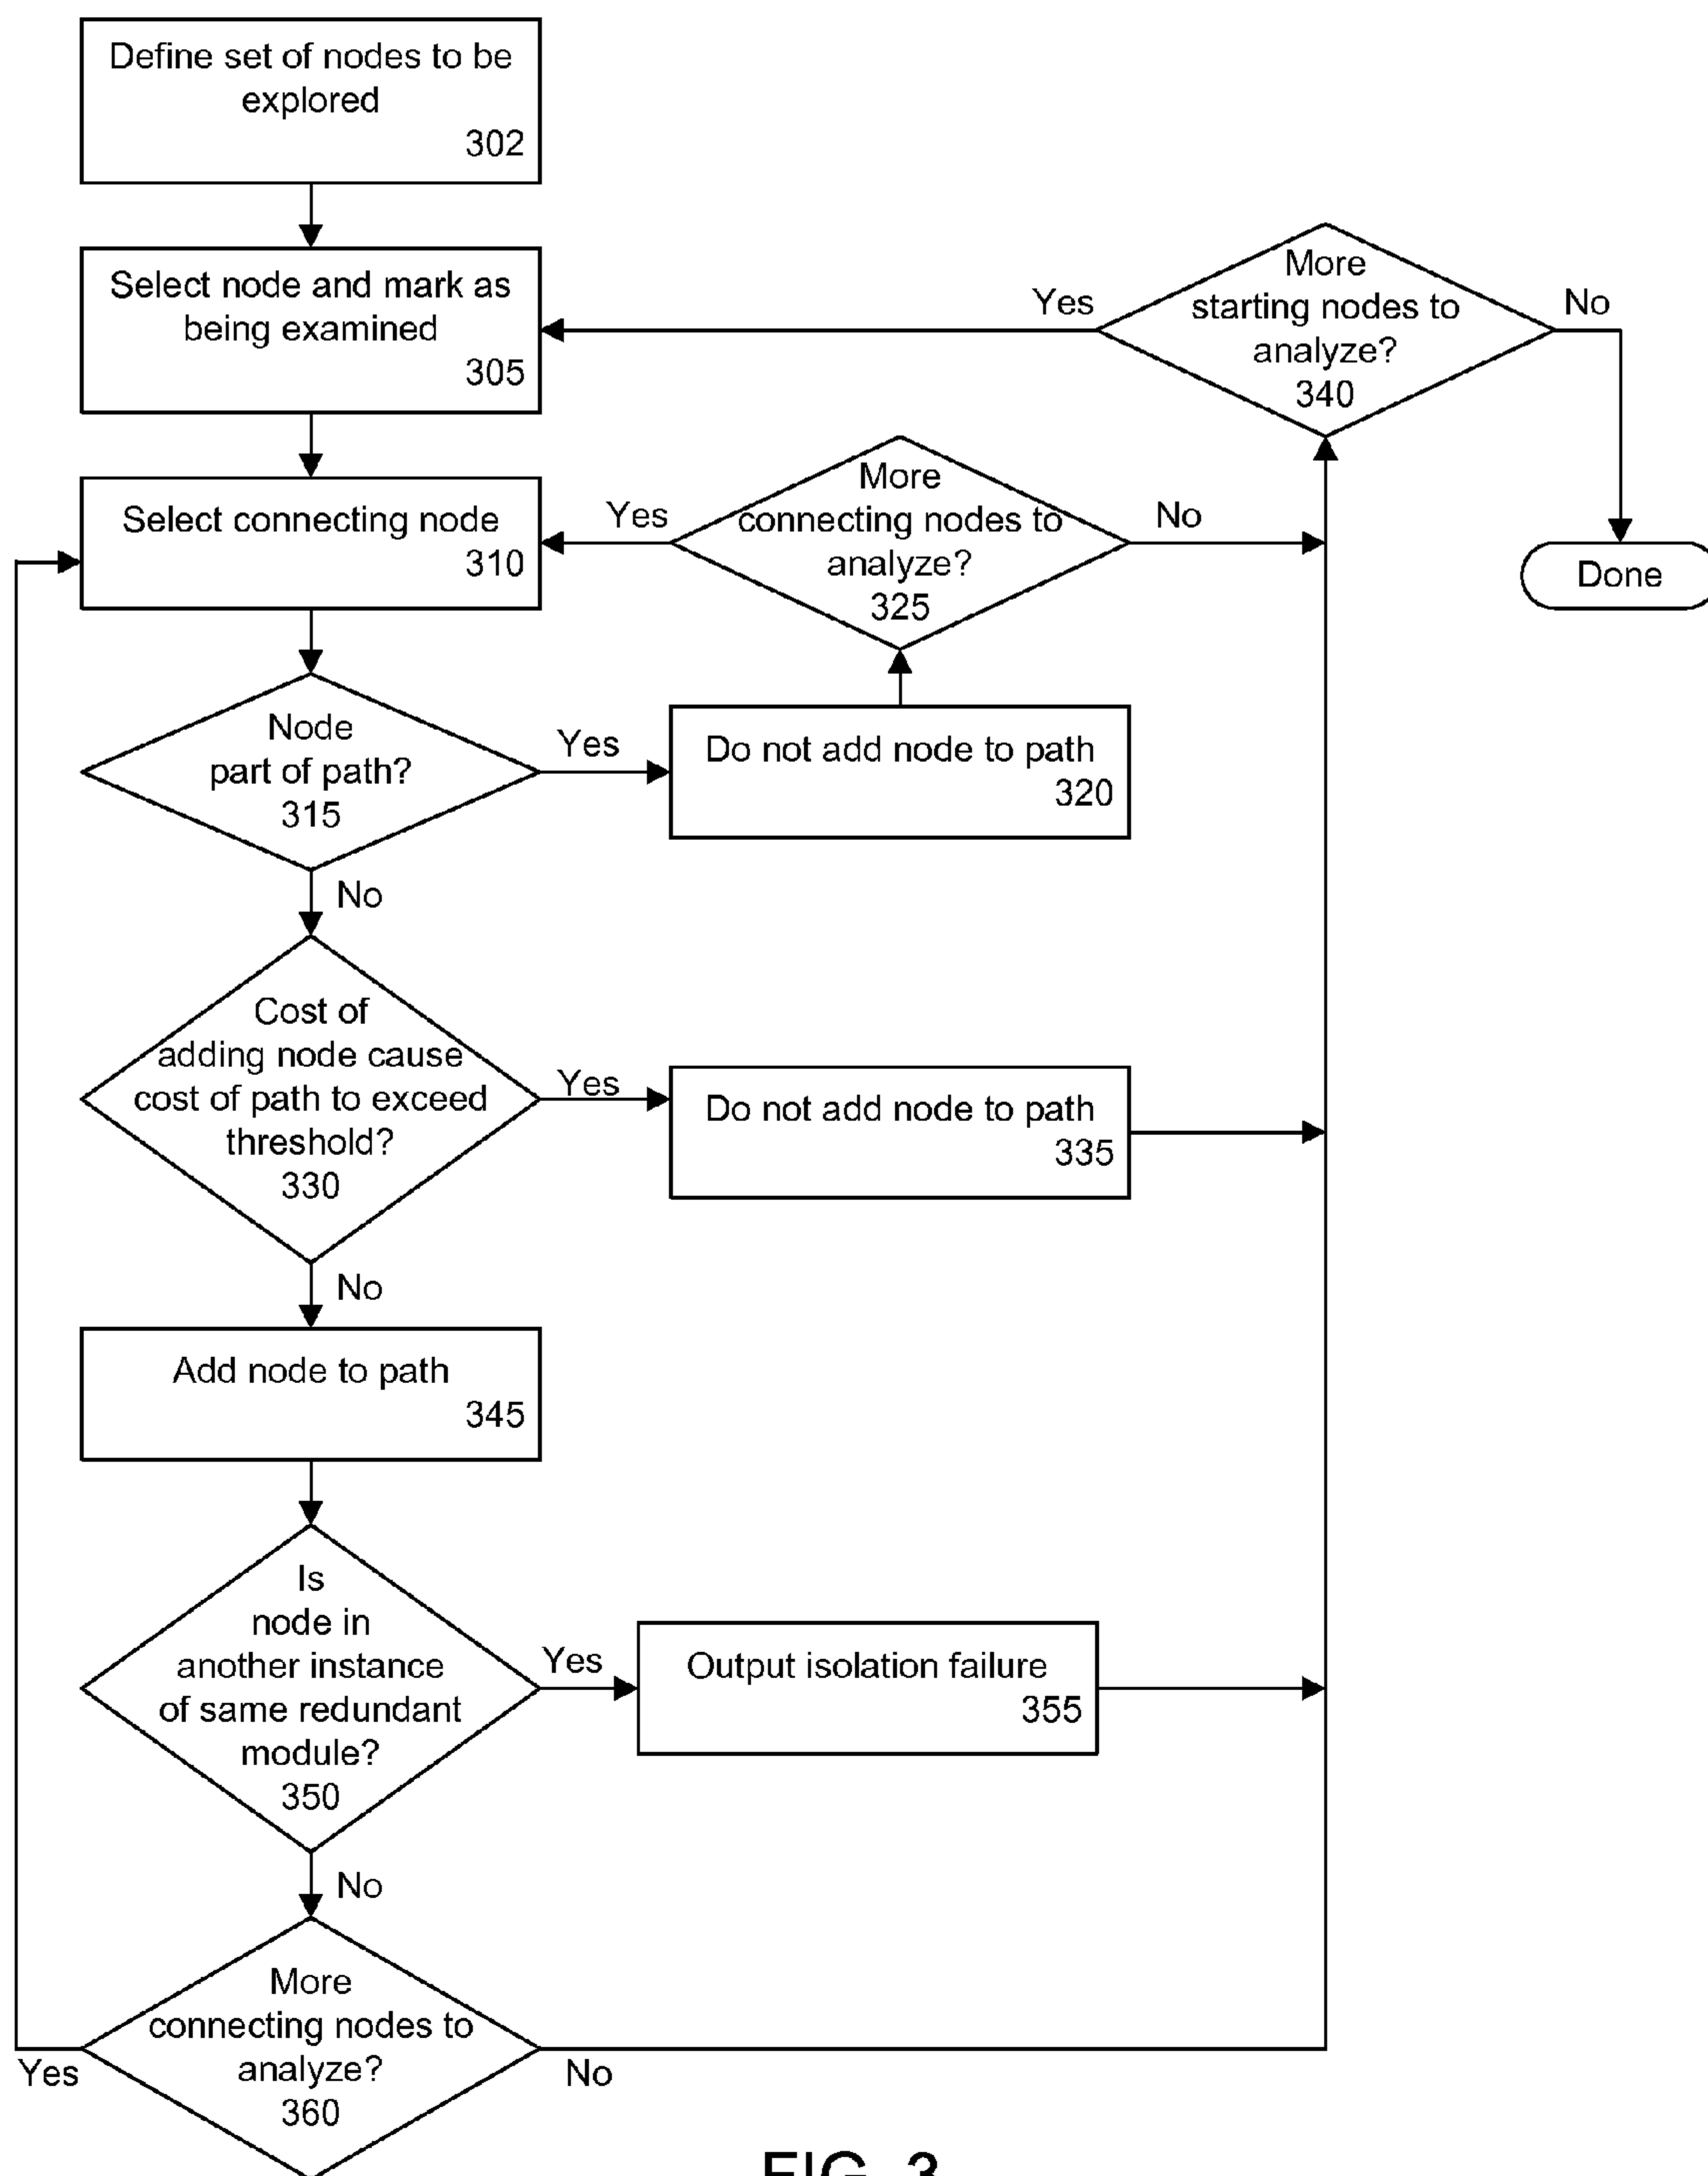 Define set of nodes to be
explored
302
Select node and mark as
being examined
305
More
starting nodes to
analyze?
340
Yes
No
Select connecting node
310
More
connecting nodes to
analyze?
325
Yes
No
Done
Node
part of path?
315
Yes
No
Do not add node to path
320
Cost of
adding node cause
cost of path to exceed
threshold?
330
Yes
No
Do not add node to path
335
Add node to path
345
Is
node in
another instance
of same redundant
module?
350
Yes
No
Output isolation failure
355
More
connecting nodes to
analyze?
360
Yes
No
FIG. 3